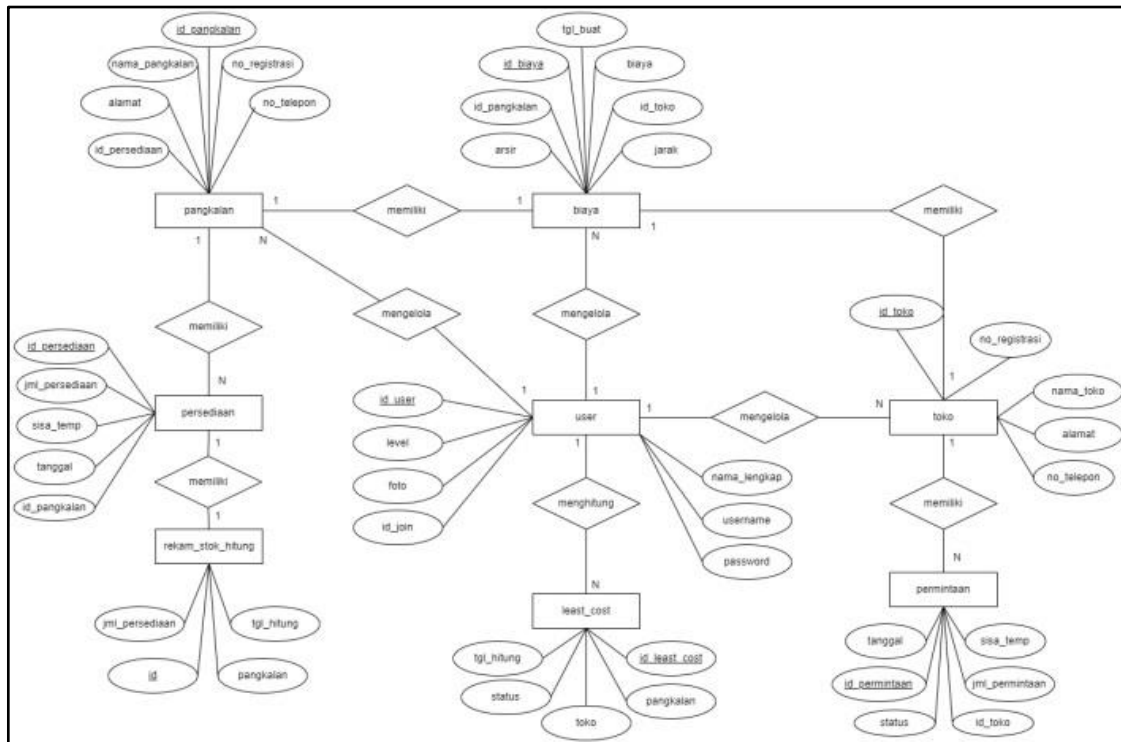 id_pangkalan
nama_pangkalan
no_registrasi
alamat
no_telepon
id_persediaan
tgl_buat
id_biaya
biaya
id_pangkalan
id_toko
arsir
jarak
pangkalan
1
memiliki
1
biaya
1
memiliki
1
N
N
memiliki
mengelola
mengelola
id_toko
no_registrasi
id_persediaan
jml_persediaan
sisa_temp
tanggal
id_pangkalan
N
persediaan
1
memiliki
1
rekam_stok_hitung
jml_persediaan
tgl_hitung
id
pangkalan
id_user
level
foto
id_join
1
1
user
1
mengelola
N
1
toko
nama_toko
alamat
no_telepon
1
menghitung
nama_lengkap
username
password
N
least_cost
tgl_hitung
id_least_cost
status
pangkalan
toko
1
memiliki
N
permintaan
tanggal
sisa_temp
id_permintaan
jml_permintaan
status
id_toko